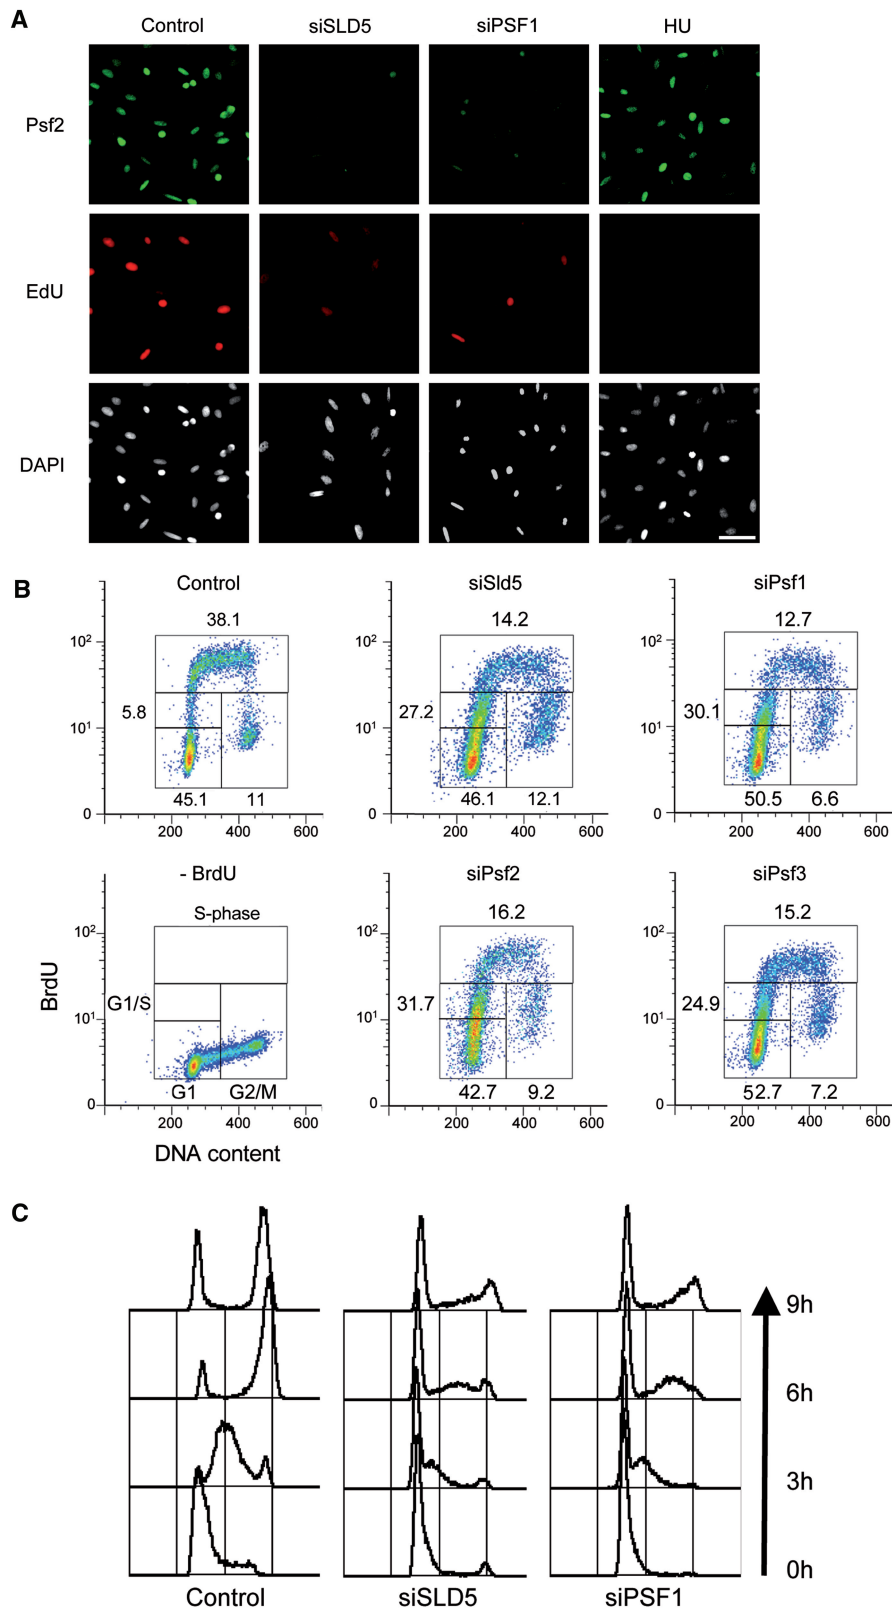 A
Control siSLD5 siPSF1 HU
Psf2
EdU
DAPI
B
Control siSld5 siPsf1
38.1 14.2 12.7
10² 10² 10²
5.8 27.2 30.1
10¹ 10¹ 10¹
45.1 11 46.1 12.1 50.5 6.6
0 0 0
200 400 600 200 400 600 200 400 600
- BrdU siPsf2 siPsf3
S-phase 16.2 15.2
10² 10² 10²
BrdU
G1/S 31.7 24.9
10¹ 10¹ 10¹
G1 G2/M 42.7 9.2 52.7 7.2
0 0 0
200 400 600 200 400 600 200 400 600
DNA content
C
9h
6h
3h
0h
Control siSLD5 siPSF1